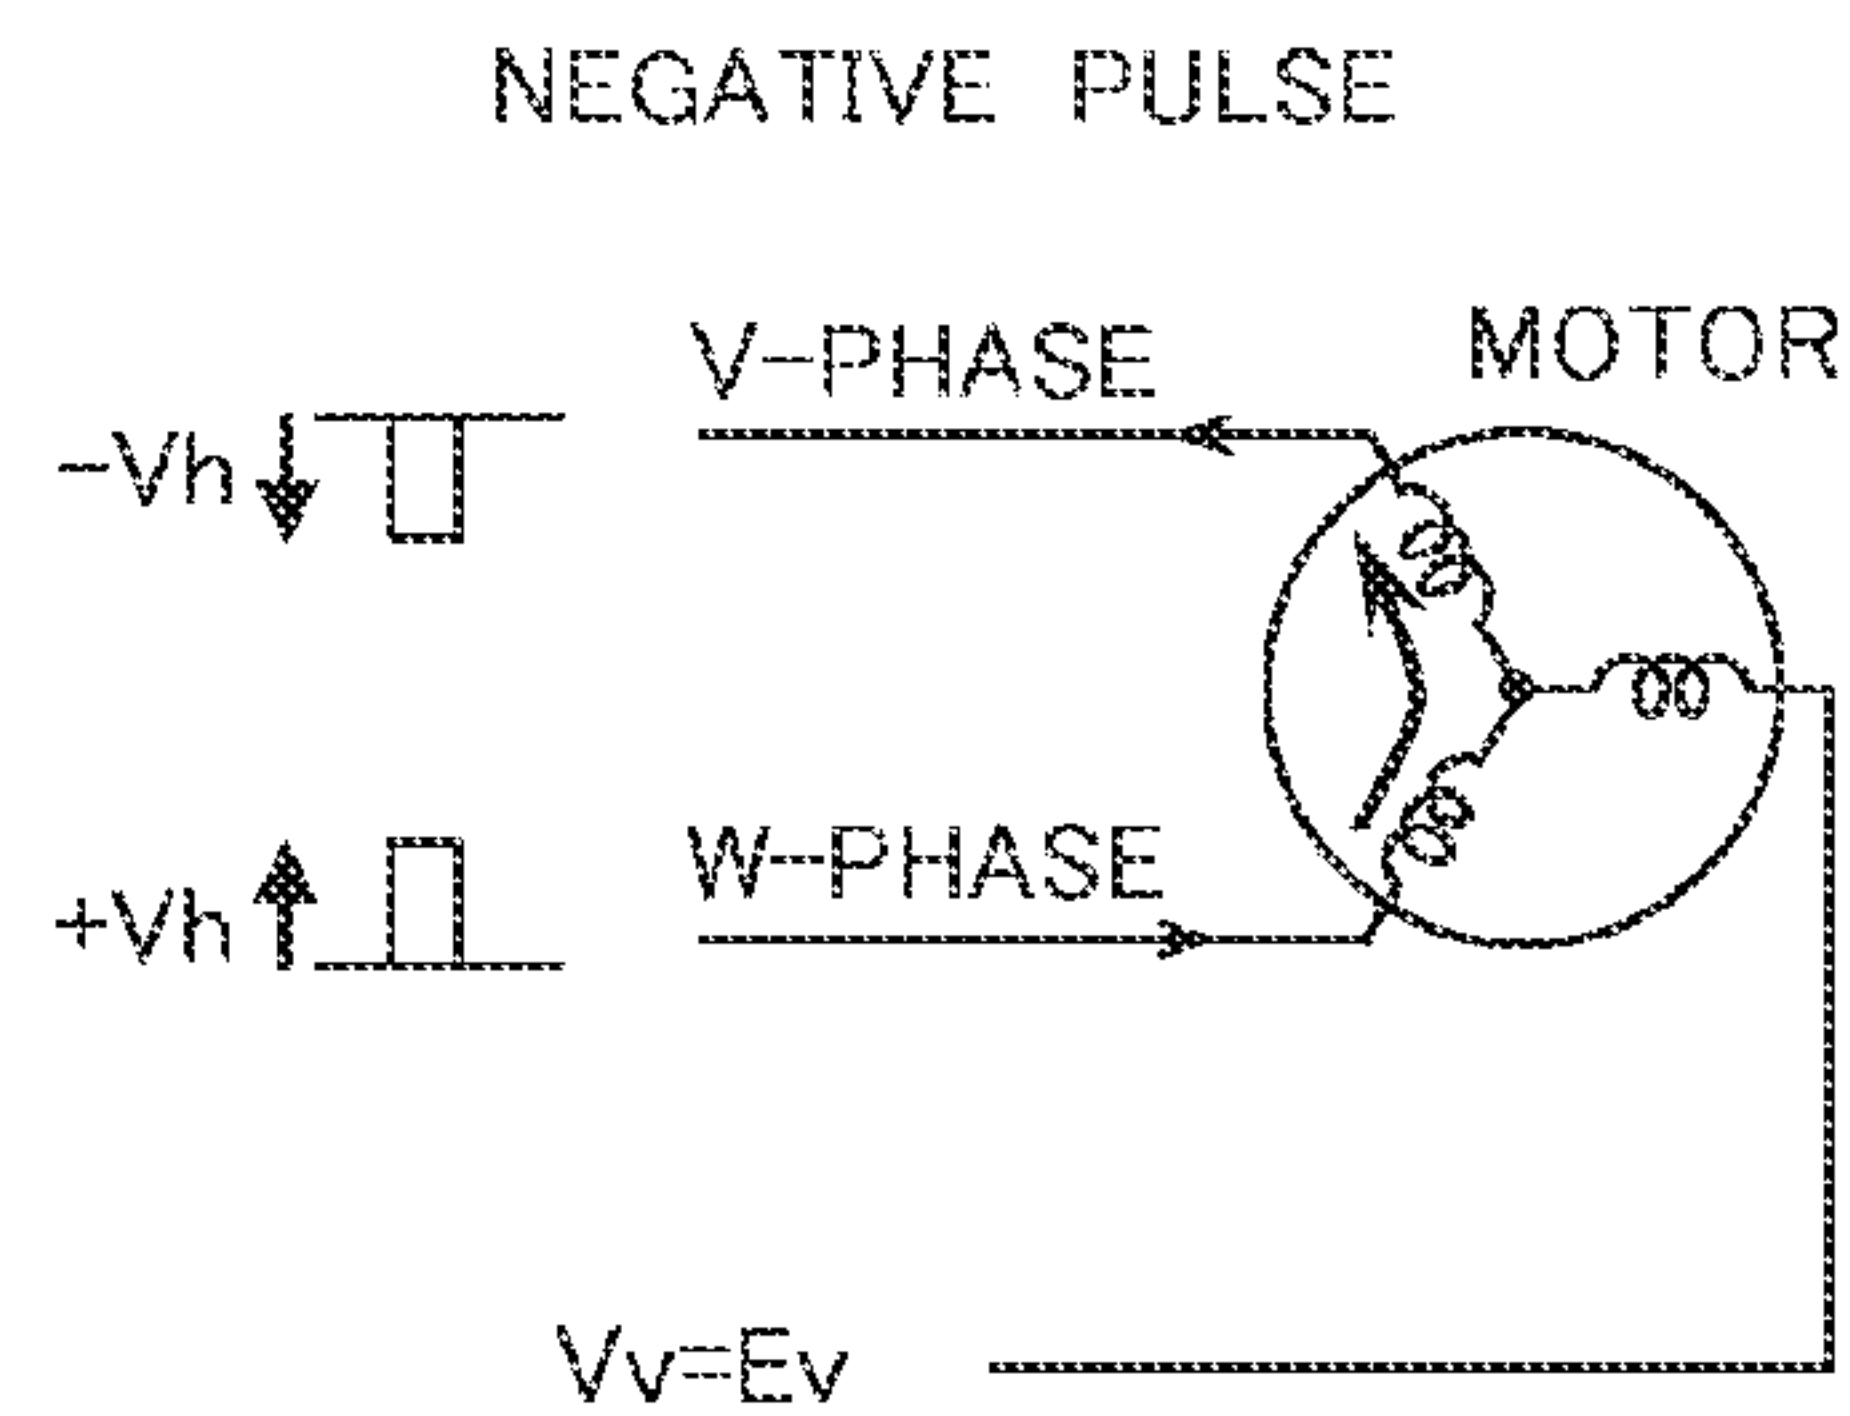 NEGATIVE PULSE
V-PHASE
MOTOR
-Vh
W-PHASE
+Vh
Vv=Ev